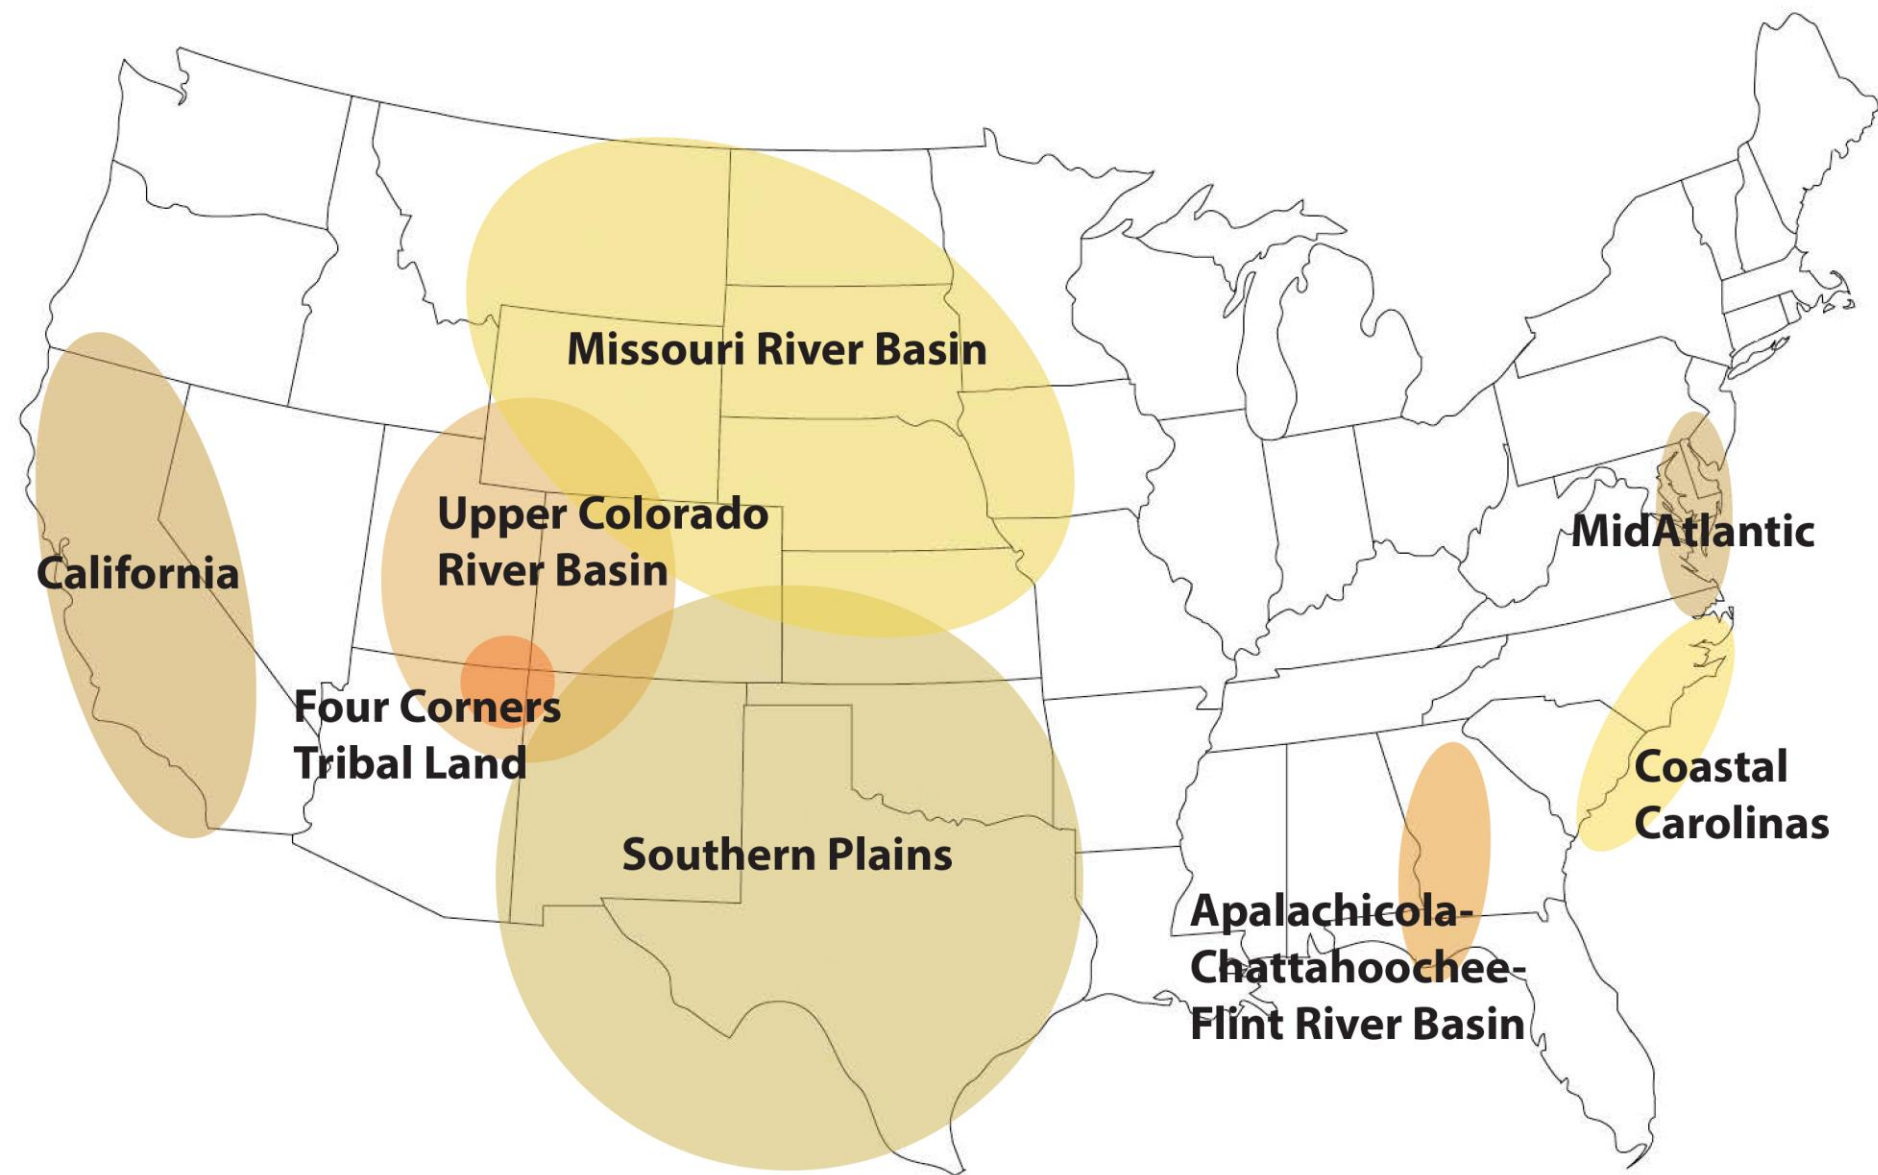 Missouri River Basin
Upper Colorado
River Basin
California
MidAtlantic
Four Corners
Tribal Land
Southern Plains
Coastal
Carolinas
Apalachicola-
Chattahoochee-
Flint River Basin